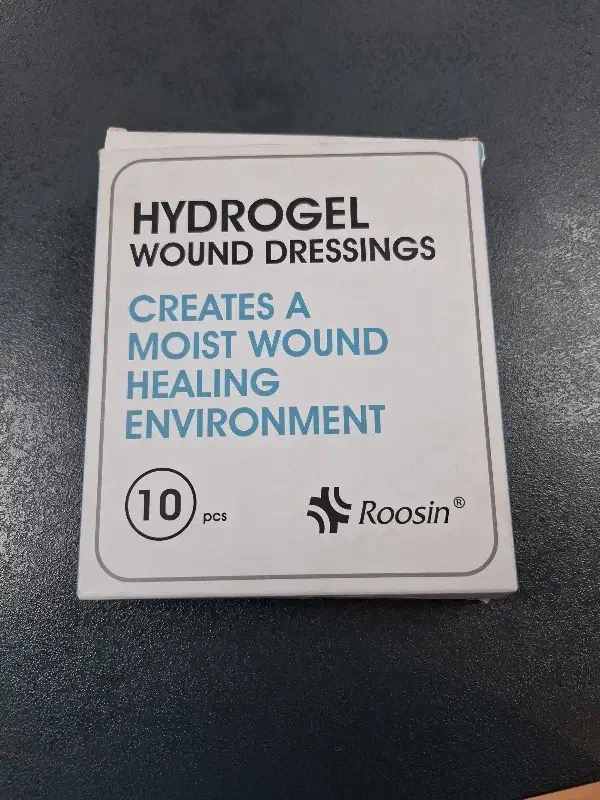 HYDROGEL
WOUND DRESSINGS
CREATES A
MOIST WOUND
HEALING
ENVIRONMENT
10 pcs
Roosin®